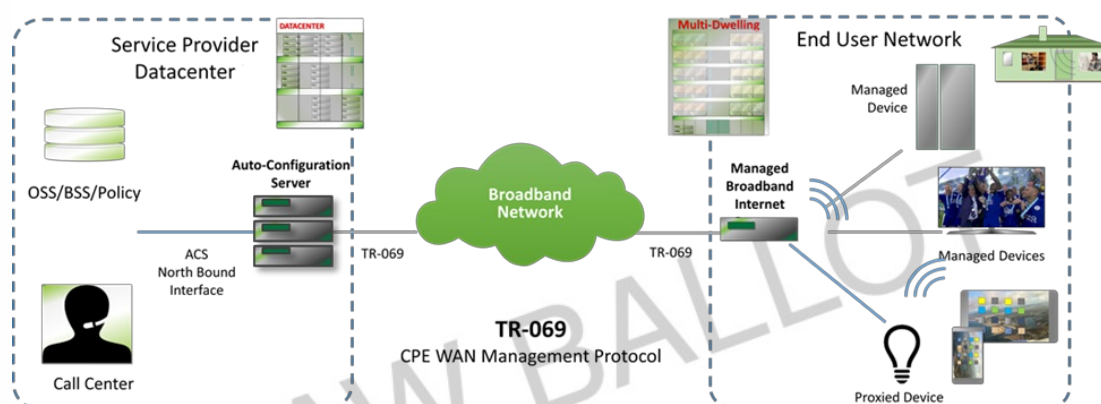 Service Provider
Datacenter
DATACENTER
Multi-Dwelling
End User Network
Managed
Device
OSS/BSS/Policy
Auto-Configuration
Server
Broadband
Network
Managed
Broadband
Internet
ACS
North Bound
Interface
TR-069
TR-069
Managed Devices
TR-069
CPE WAN Management Protocol
Call Center
Proxied Device
BALLOT